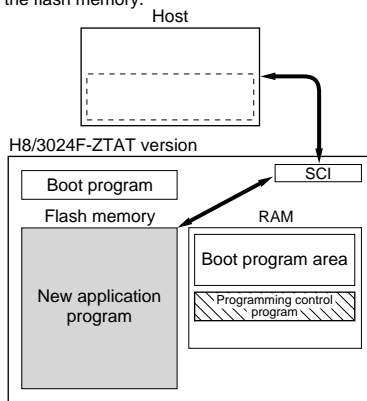 the flash memory.
Host
H8/3024F-ZTAT version
SCI
Boot program
Flash memory
RAM
Boot program area
New application
program
Programming control
program